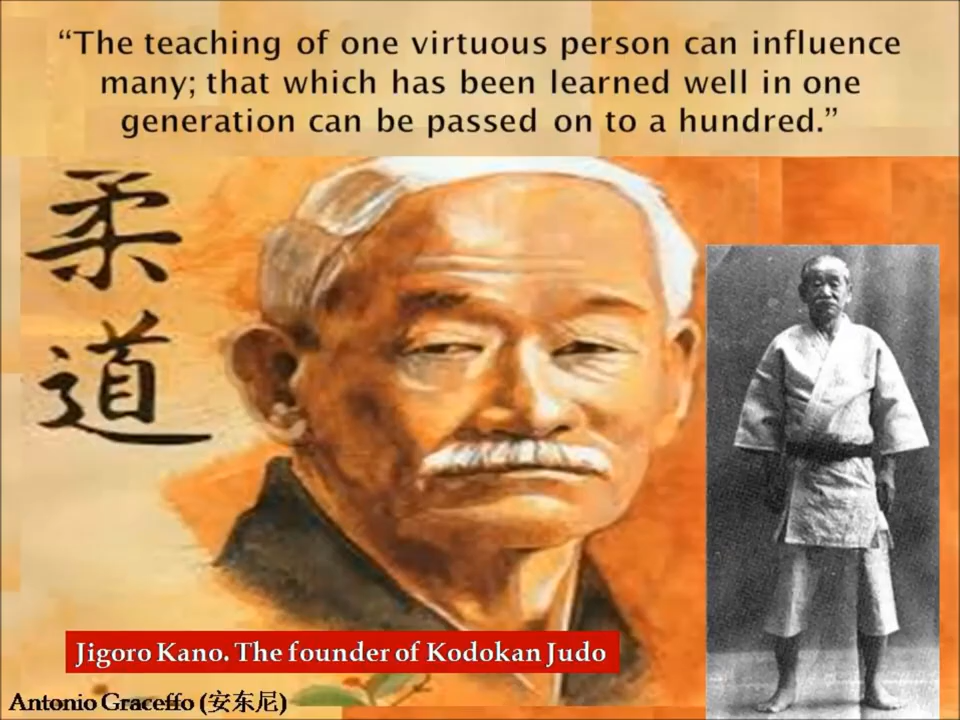 “The teaching of one virtuous person can influence
many; that which has been learned well in one
generation can be passed on to a hundred.”
柔
道
Jigoro Kano. The founder of Kodokan Judo
Antonio Graceffo (安东尼)